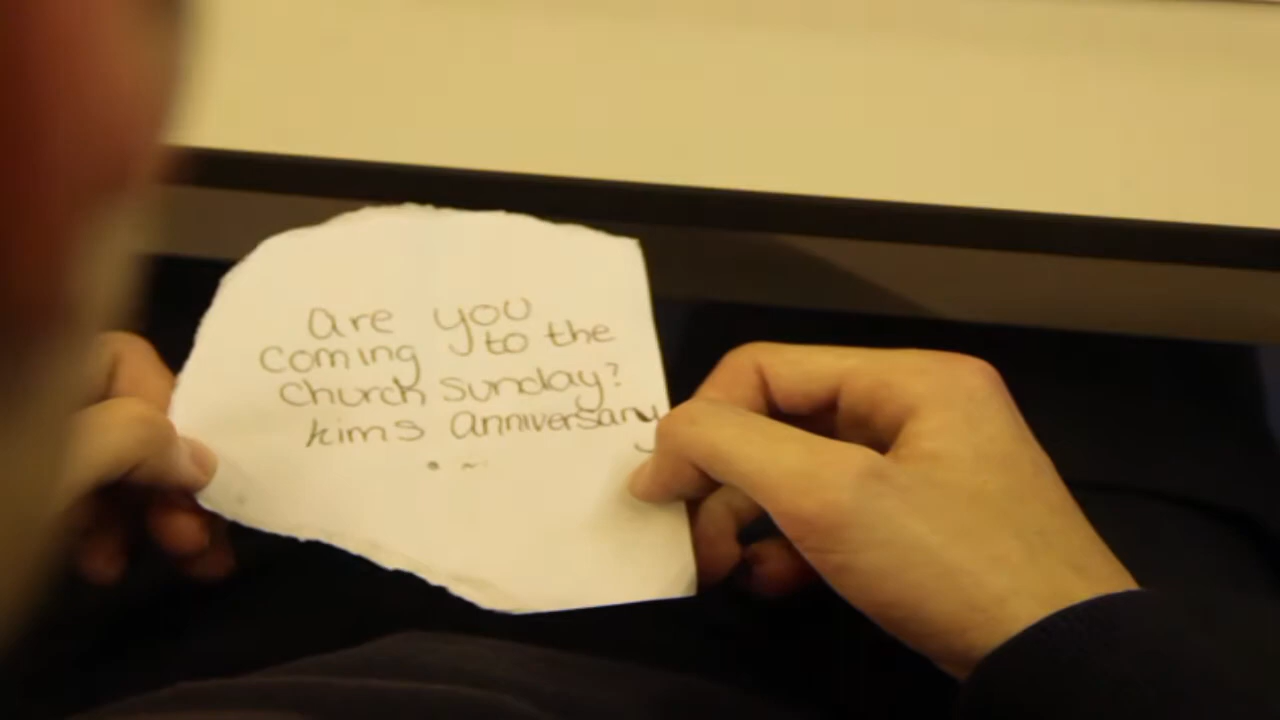 are you
coming to the
church sunday?
kims Anniversary